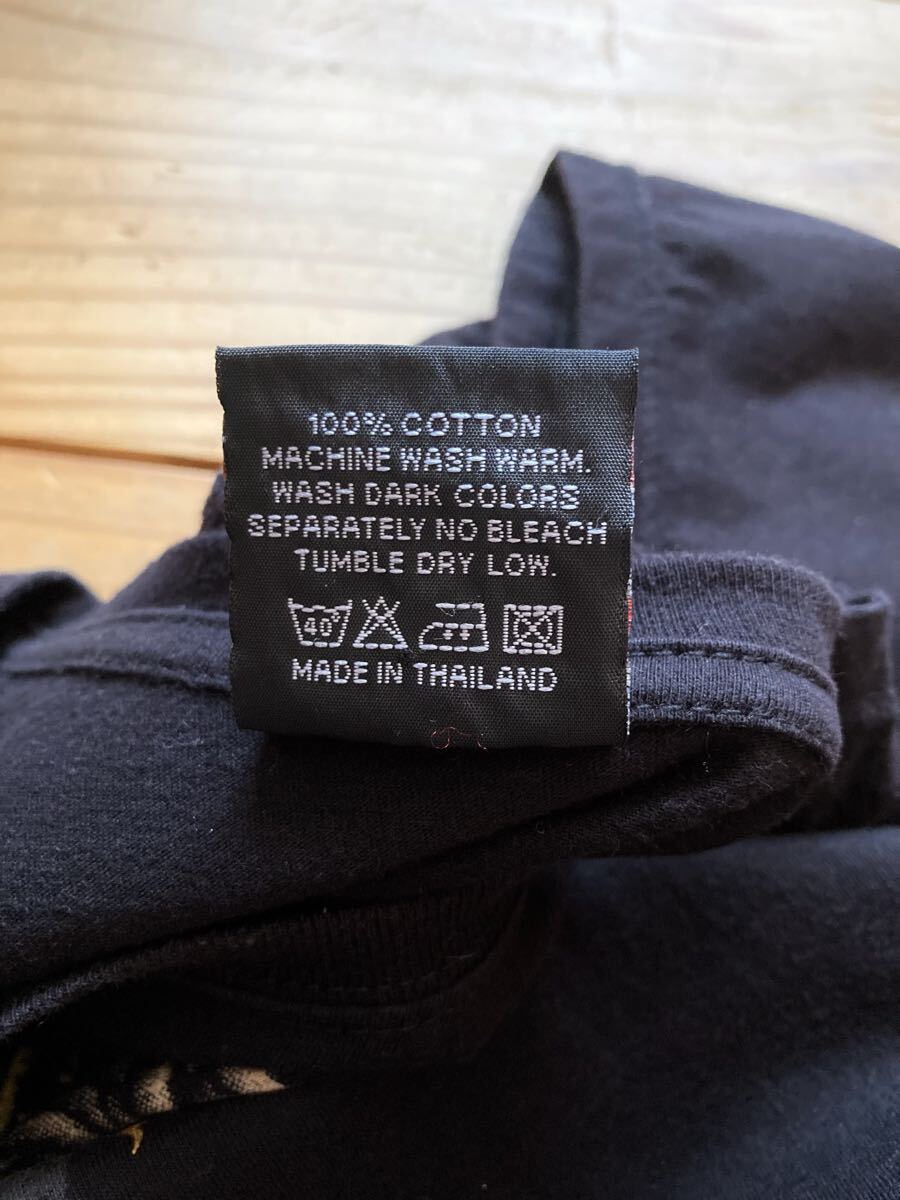 100% COTTON
MACHINE WASH WARM.
WASH DARK COLORS
SEPARATELY NO BLEACH
TUMBLE DRY LOW.
40
MADE IN THAILAND